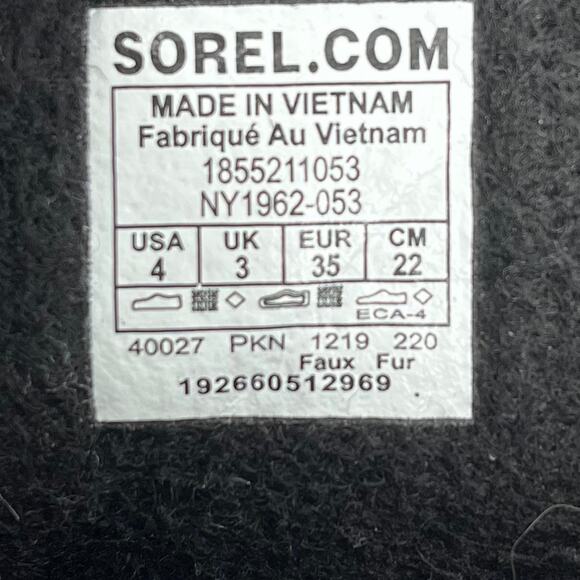 SOREL.COM
MADE IN VIETNAM
Fabriqué Au Vietnam
1855211053
NY1962-053
USA UK EUR CM
4 3 35 22
ECA-4
40027 PKN 1219 220
Faux Fur
192660512969